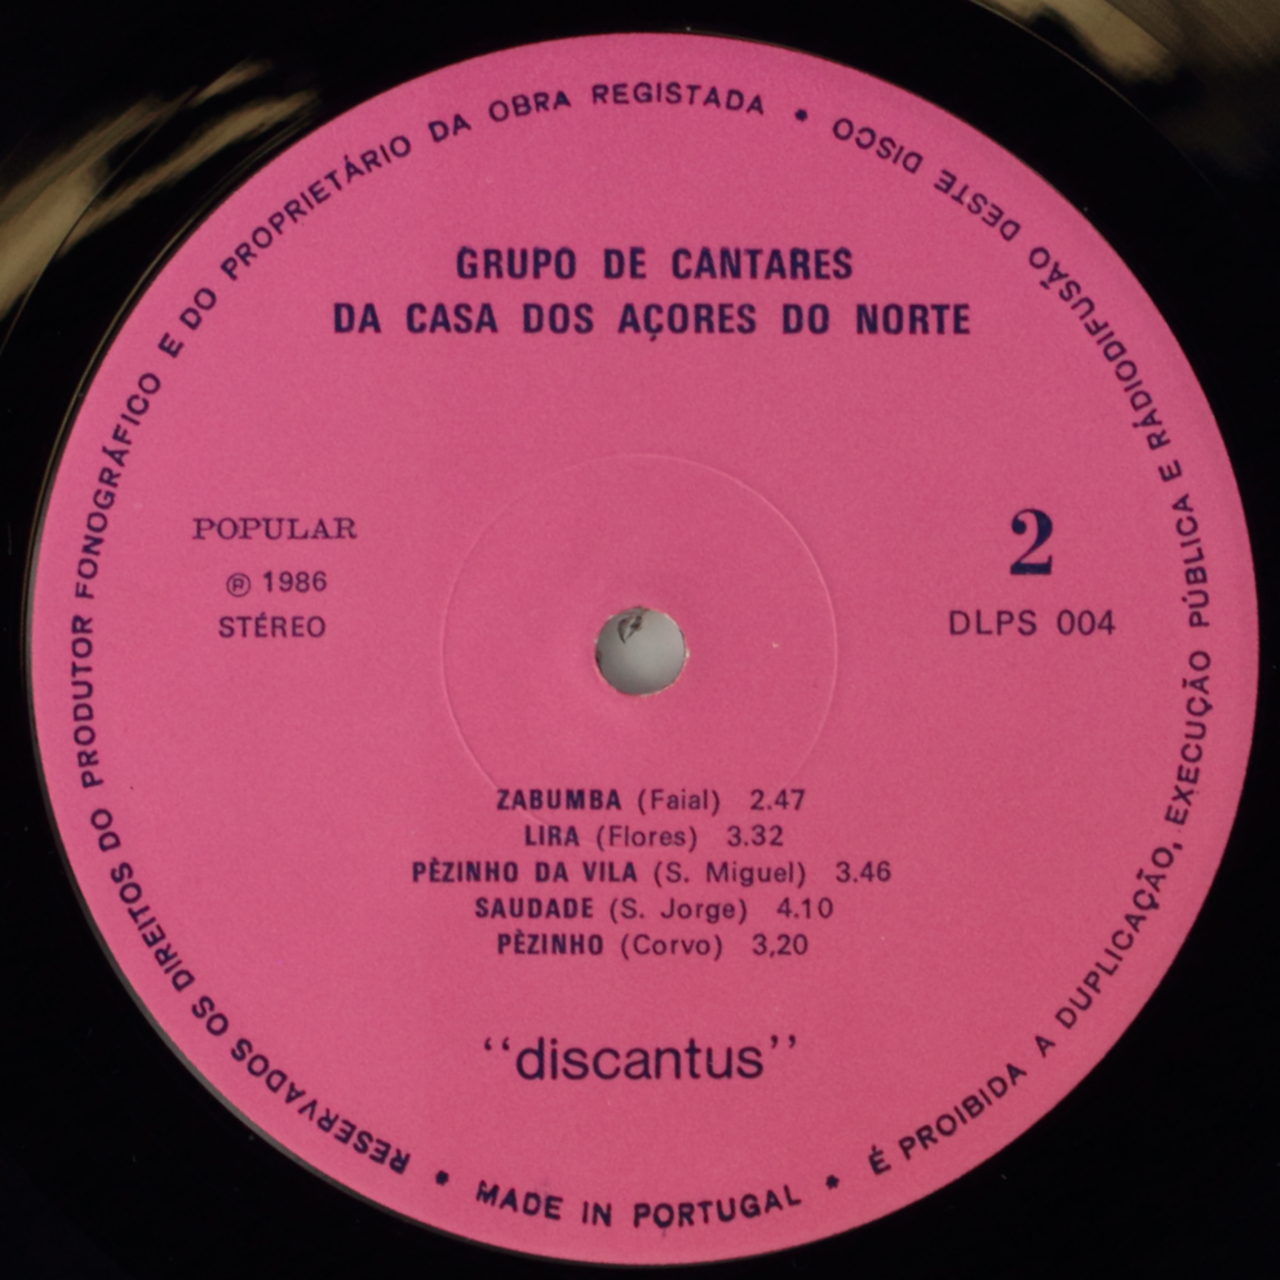 GRUPO DE CANTARES
DA CASA DOS AÇORES DO NORTE
POPULAR
℗ 1986
STÉREO
2
DLPS 004
ZABUMBA (Faial) 2.47
LIRA (Flores) 3.32
PÈZINHO DA VILA (S. Miguel) 3.46
SAUDADE (S. Jorge) 4.10
PÈZINHO (Corvo) 3,20
‘‘discantus’’
RESERVADOS OS DIREITOS DO PRODUTOR FONOGRÁFICO E DO PROPRIETÁRIO DA OBRA REGISTADA •
É PROIBIDA A DUPLICAÇÃO, EXECUÇÃO PÚBLICA E RÁDIODIFUSÃO DESTE DISCO •
• MADE IN PORTUGAL •